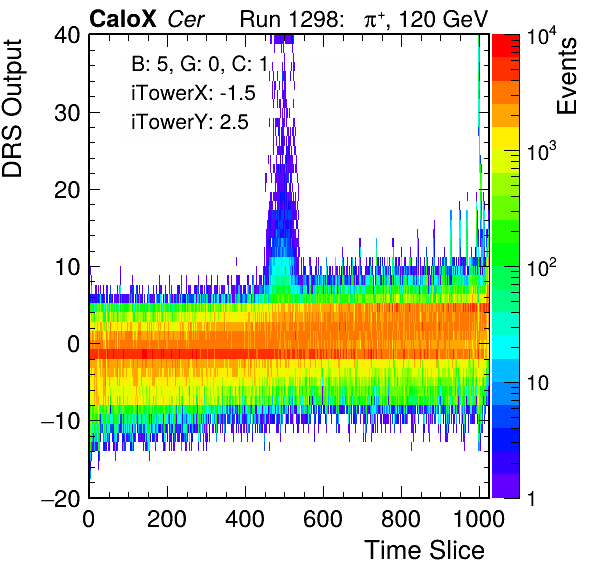 CaloX Cer Run 1298: π⁺, 120 GeV
DRS Output
Events
B: 5, G: 0, C: 1
iTowerX: -1.5
iTowerY: 2.5
40
30
20
10
0
−10
−20
0 200 400 600 800 1000
Time Slice
10⁴
10³
10²
10
1